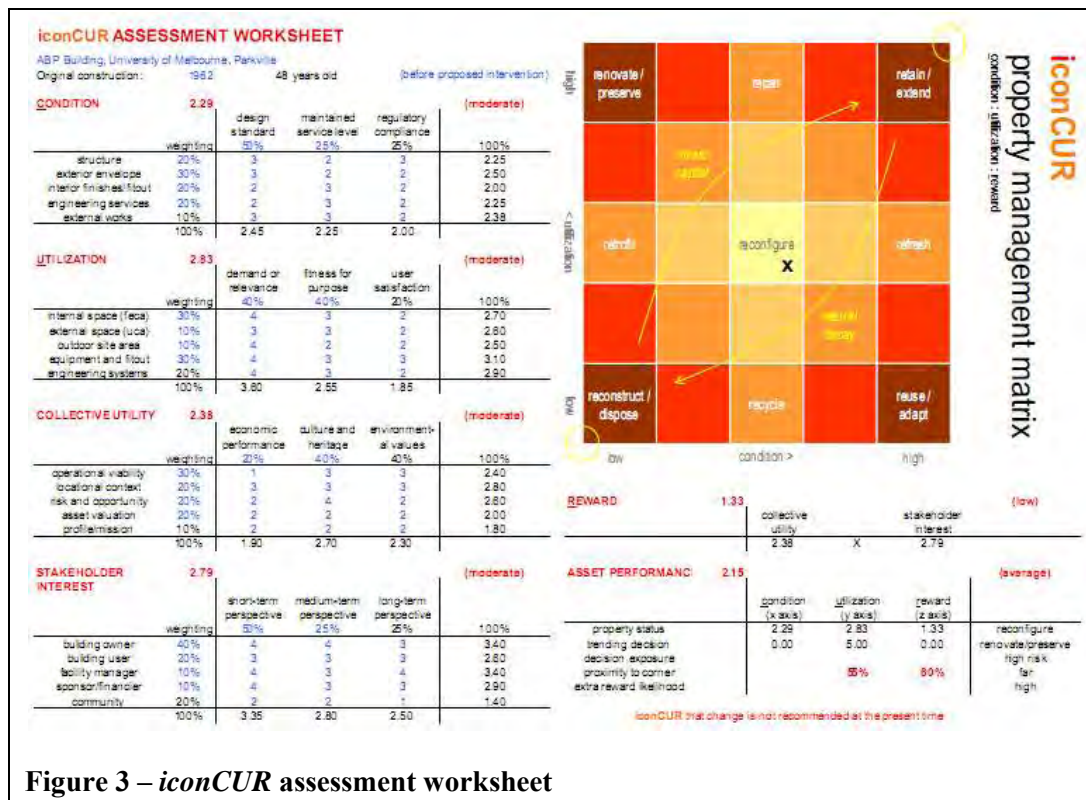 iconCUR ASSESSMENT WORKSHEET
ABP Building, University of Melbourne, Parkville
Original construction: 1962 48 years old (before proposed intervention)
CONDITION 2.29 (moderate)
design standard maintained service level regulatory compliance
weighting 50% 25% 25% 100%
structure 20% 3 2 3 2.25
exterior envelope 30% 3 2 2 2.50
interior finishes/fitout 20% 2 3 2 2.00
engineering services 20% 2 3 2 2.25
external works 10% 3 3 2 2.38
100% 2.45 2.25 2.00
UTILIZATION 2.83 (moderate)
demand or relevance fitness for purpose user satisfaction
weighting 40% 40% 20% 100%
internal space (feca) 30% 4 3 2 2.70
external space (uca) 10% 3 3 2 2.60
outdoor site area 10% 4 2 2 2.50
equipment and fitout 30% 4 3 3 3.10
engineering systems 20% 4 3 2 2.90
100% 3.80 2.55 1.85
COLLECTIVE UTILITY 2.38 (moderate)
economic performance culture and heritage environment-al values
weighting 20% 40% 40% 100%
operational viability 30% 1 3 3 2.40
locational context 20% 3 3 3 2.80
risk and opportunity 20% 2 4 2 2.60
asset valuation 20% 2 2 2 2.00
profile/mission 10% 2 2 2 1.80
100% 1.90 2.70 2.30
STAKEHOLDER INTEREST 2.79 (moderate)
short-term perspective medium-term perspective long-term perspective
weighting 50% 25% 25% 100%
building owner 40% 4 4 3 3.40
building user 20% 3 3 3 2.60
facility manager 10% 4 3 4 3.40
sponsor/financier 10% 4 3 3 2.90
community 20% 2 2 1 1.40
100% 3.35 2.80 2.50
iconCUR
property management matrix
condition : utilization : reward
high
< utilization
low
renovate / preserve
repair
retain / extend
retrofit
reconfigure
X
refresh
natural decay
reconstruct / dispose
recycle
reuse / adapt
low condition > high
REWARD 1.33 (low)
collective utility stakeholder interest
2.38 X 2.79
ASSET PERFORMANC 2.15 (average)
condition (x axis) utilization (y axis) reward (z axis)
property status 2.29 2.83 1.33 reconfigure
trending decision 0.00 5.00 0.00 renovate/preserve
decision exposure high risk
proximity to corner 55% 60% far
extra reward likelihood high
iconCUR that change is not recommended at the present time
Figure 3 – iconCUR assessment worksheet